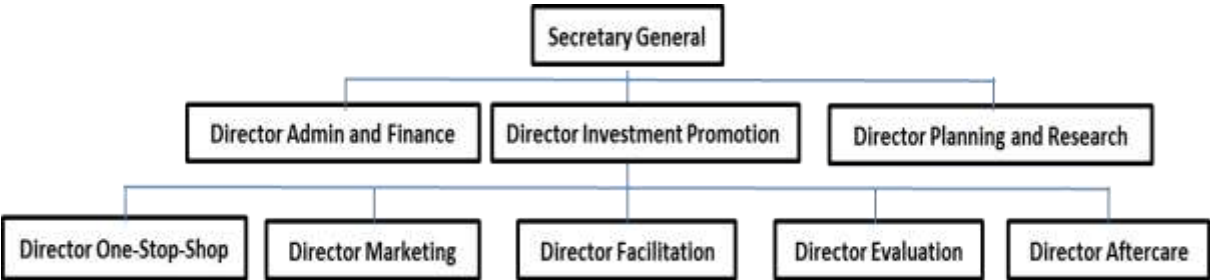 Secretary General
Director Admin and Finance
Director Investment Promotion
Director Planning and Research
Director One-Stop-Shop
Director Marketing
Director Facilitation
Director Evaluation
Director Aftercare